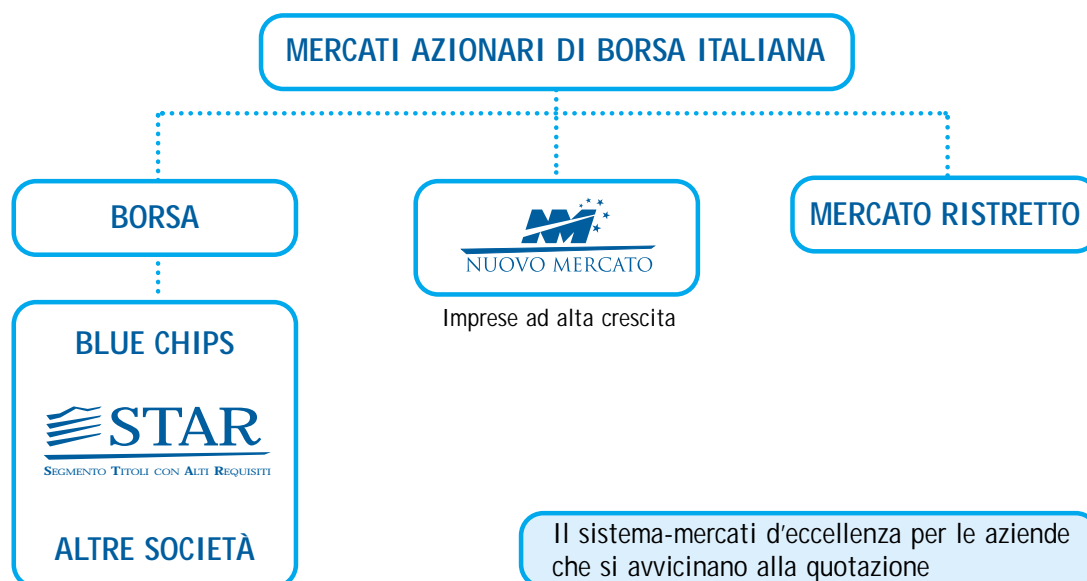 MERCATI AZIONARI DI BORSA ITALIANA
BORSA
NM
NUOVO MERCATO
MERCATO RISTRETTO
Imprese ad alta crescita
BLUE CHIPS
STAR
SEGMENTO TITOLI CON ALTI REQUISITI
ALTRE SOCIETÀ
Il sistema-mercati d'eccellenza per le aziende
che si avvicinano alla quotazione